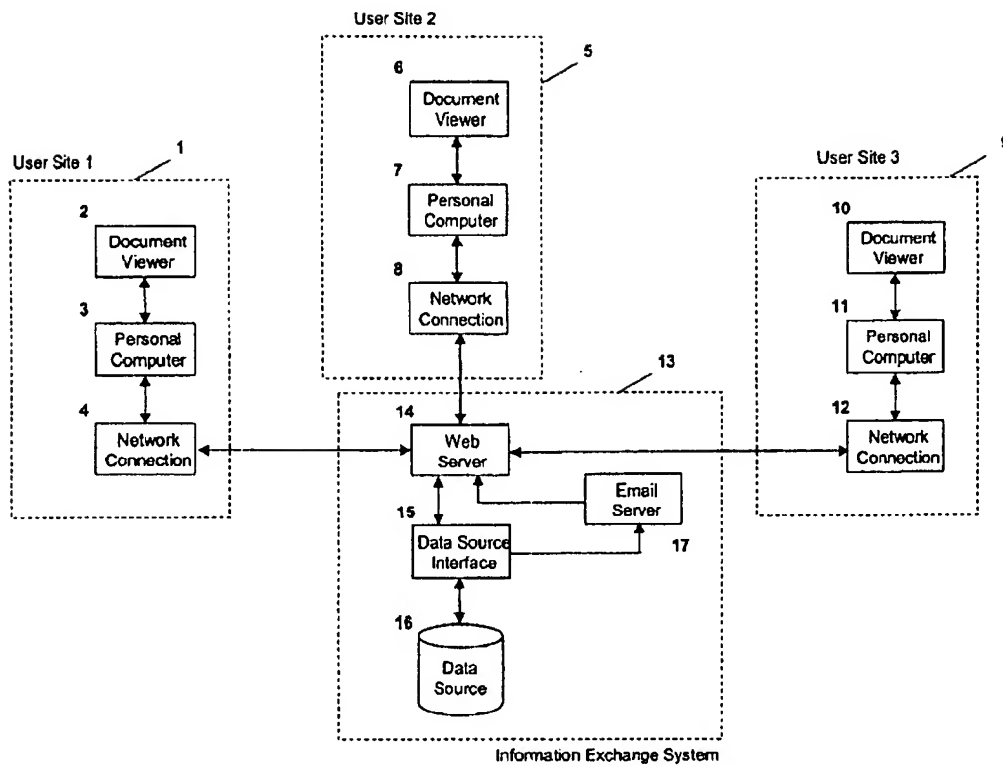 User Site 2
5
6
Document
Viewer
7
Personal
Computer
8
Network
Connection
User Site 1
1
2
Document
Viewer
3
Personal
Computer
4
Network
Connection
User Site 3
9
10
Document
Viewer
11
Personal
Computer
12
Network
Connection
13
14
Web
Server
Email
Server
17
15
Data Source
Interface
16
Data
Source
Information Exchange System